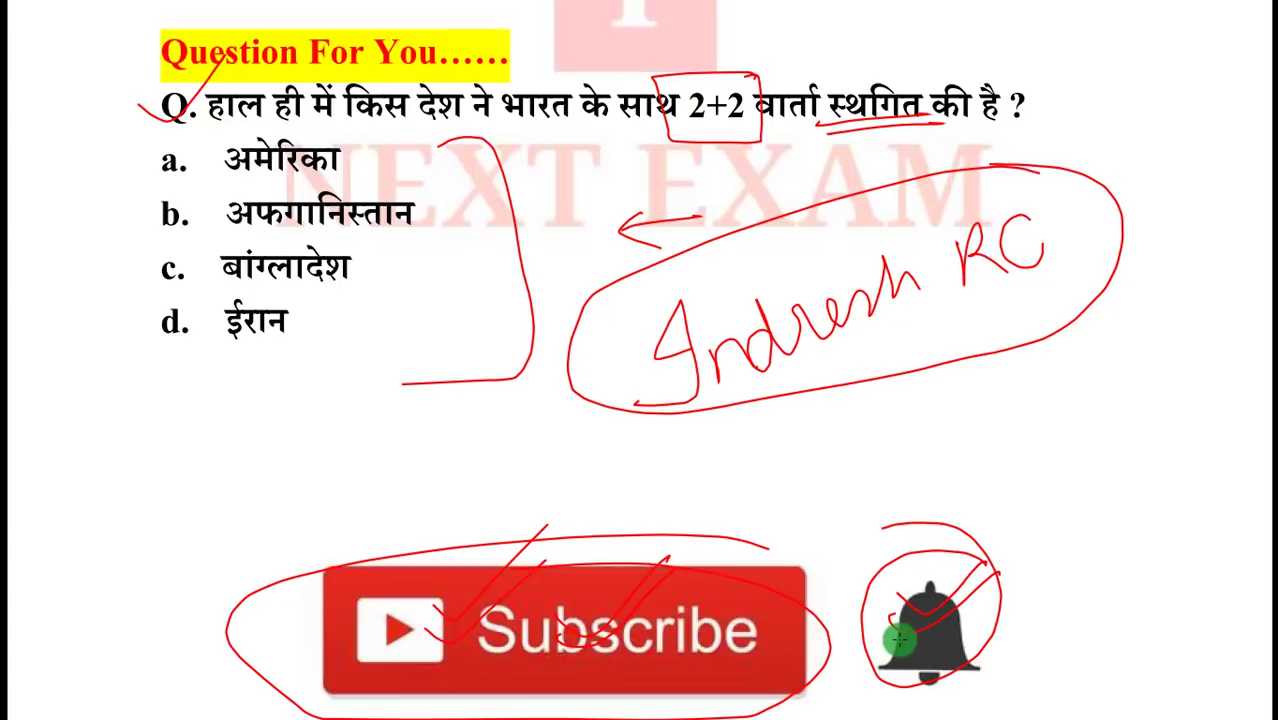 Question For You......
Q. हाल ही में किस देश ने भारत के साथ 2+2 वार्ता स्थगित की है ?
a. अमेरिका
b. अफगानिस्तान
c. बांग्लादेश
d. ईरान
NEXT EXAM
Indresh RC
Subscribe